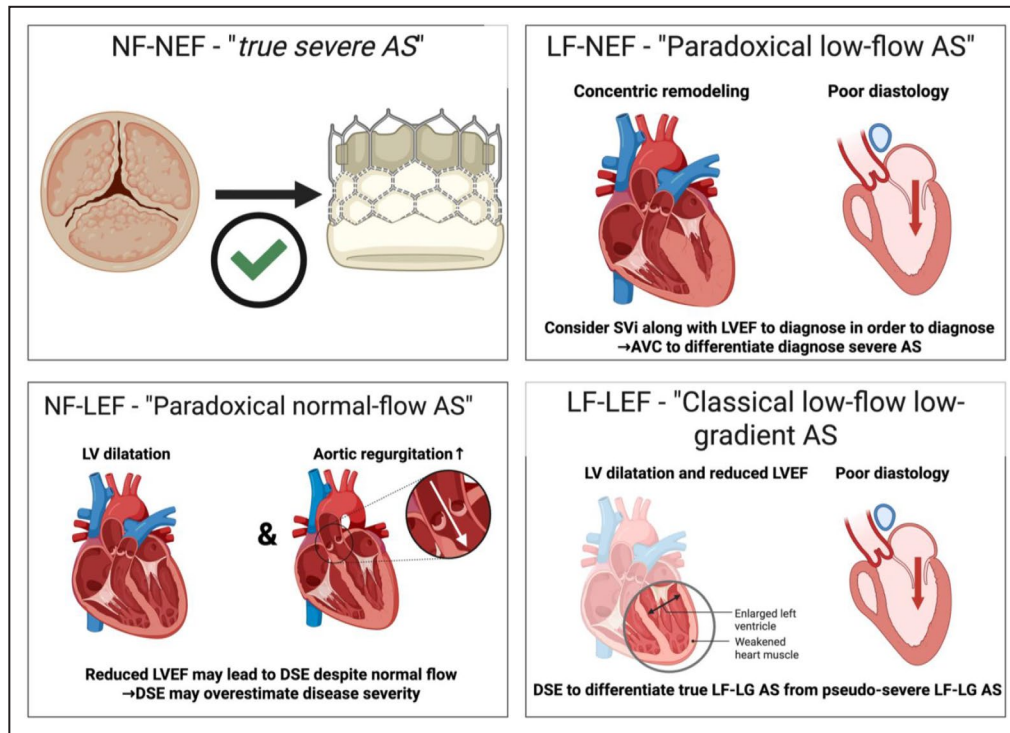 NF-NEF - "true severe AS"
LF-NEF - "Paradoxical low-flow AS"
Concentric remodeling
Poor diastology
Consider SVi along with LVEF to diagnose in order to diagnose
→AVC to differentiate diagnose severe AS
NF-LEF - "Paradoxical normal-flow AS"
LV dilatation
Aortic regurgitation↑
&
Reduced LVEF may lead to DSE despite normal flow
→DSE may overestimate disease severity
LF-LEF - "Classical low-flow low-
gradient AS
LV dilatation and reduced LVEF
Poor diastology
Enlarged left
ventricle
Weakened
heart muscle
DSE to differentiate true LF-LG AS from pseudo-severe LF-LG AS